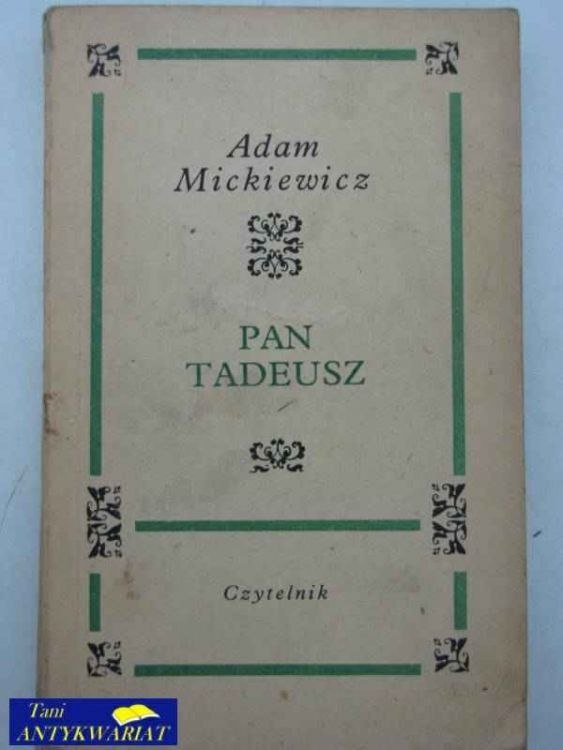 Adam
Mickiewicz
PAN
TADEUSZ
Czytelnik
Tani
ANTYKWARIAT